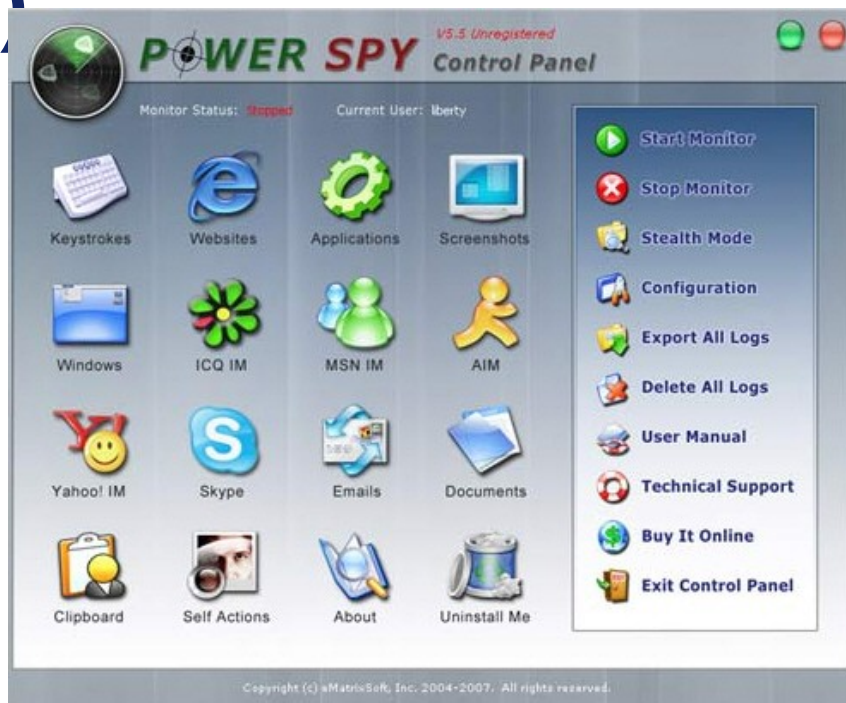 POWER SPY
V5.5 Unregistered
Control Panel
Monitor Status: Stopped
Current User: liberty
Keystrokes
Websites
Applications
Screenshots
Windows
ICQ IM
MSN IM
AIM
Yahoo! IM
Skype
Emails
Documents
Clipboard
Self Actions
About
Uninstall Me
Start Monitor
Stop Monitor
Stealth Mode
Configuration
Export All Logs
Delete All Logs
User Manual
Technical Support
Buy It Online
Exit Control Panel
Copyright (c) eMatrixSoft, Inc. 2004-2007. All rights reserved.